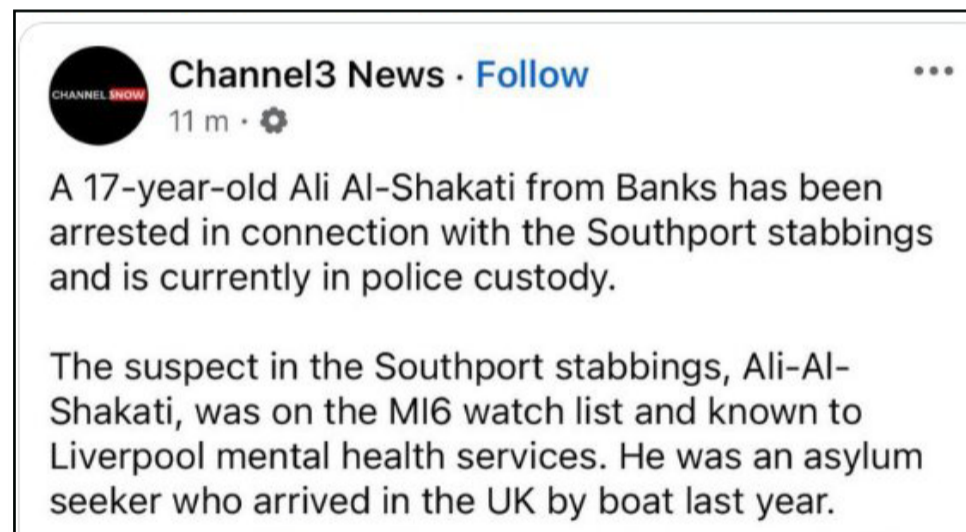 CHANNEL3NOW
Channel3 News · Follow
11 m ·
A 17-year-old Ali Al-Shakati from Banks has been
arrested in connection with the Southport stabbings
and is currently in police custody.
The suspect in the Southport stabbings, Ali-Al-
Shakati, was on the MI6 watch list and known to
Liverpool mental health services. He was an asylum
seeker who arrived in the UK by boat last year.